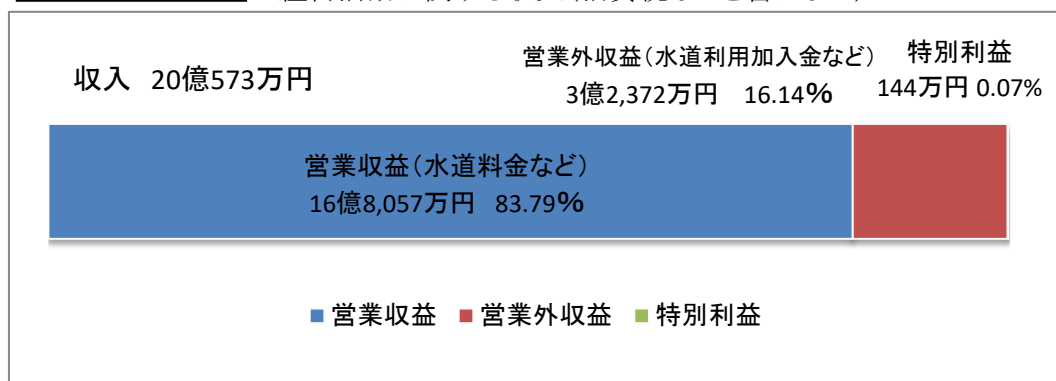 収入 20億573万円
営業外収益(水道利用加入金など)
3億2,372万円 16.14%
特別利益
144万円 0.07%
営業収益(水道料金など)
16億8,057万円 83.79%
営業収益 営業外収益 特別利益